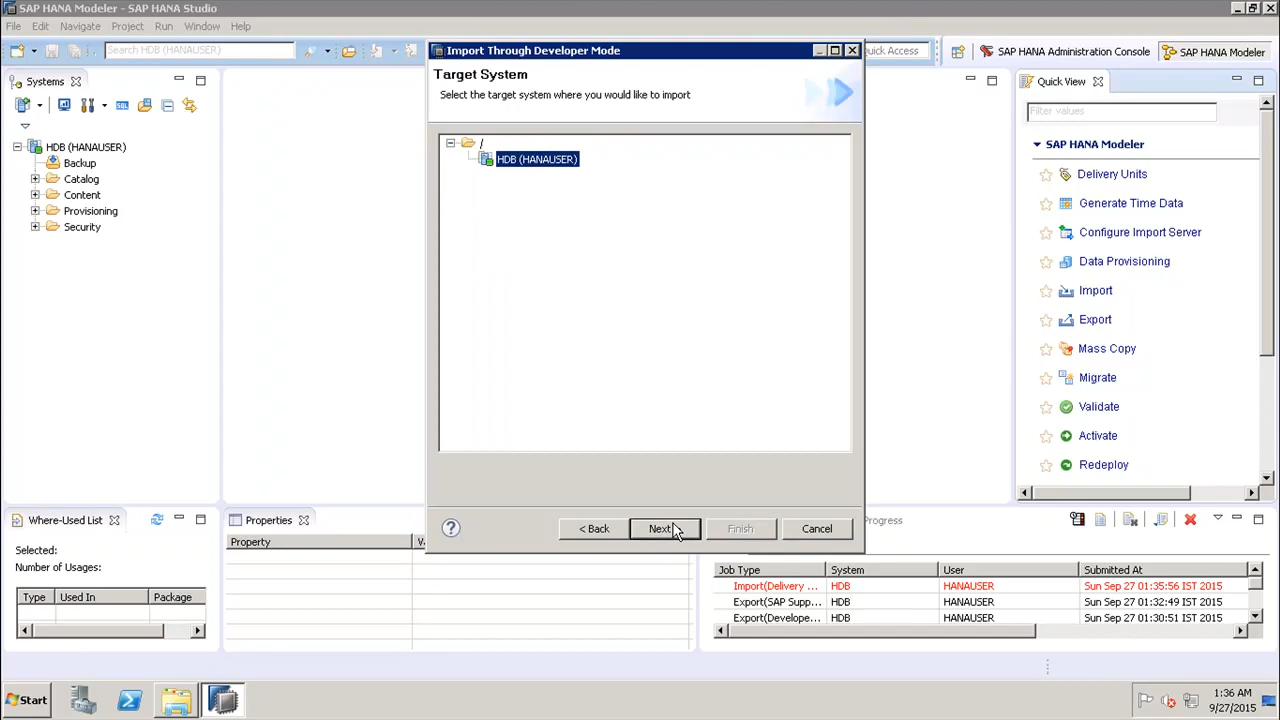 SAP HANA Modeler - SAP HANA Studio
File Edit Navigate Project Run Window Help
Search HDB (HANAUSER)
Quick Access
SAP HANA Administration Console
SAP HANA Modeler
Systems
HDB (HANAUSER)
Backup
Catalog
Content
Provisioning
Security
Import Through Developer Mode
Target System
Select the target system where you would like to import
/
HDB (HANAUSER)
< Back
Next
Finish
Cancel
Quick View
Filter values
SAP HANA Modeler
Delivery Units
Generate Time Data
Configure Import Server
Data Provisioning
Import
Export
Mass Copy
Migrate
Validate
Activate
Redeploy
Where-Used List
Selected:
Number of Usages:
Type Used In Package
Properties
Property
Progress
Job Type System User Submitted At
Import(Delivery ... HDB HANAUSER Sun Sep 27 01:35:56 IST 2015
Export(SAP Supp... HDB HANAUSER Sun Sep 27 01:32:49 IST 2015
Export(Develope... HDB HANAUSER Sun Sep 27 01:30:51 IST 2015
Start
1:36 AM
9/27/2015